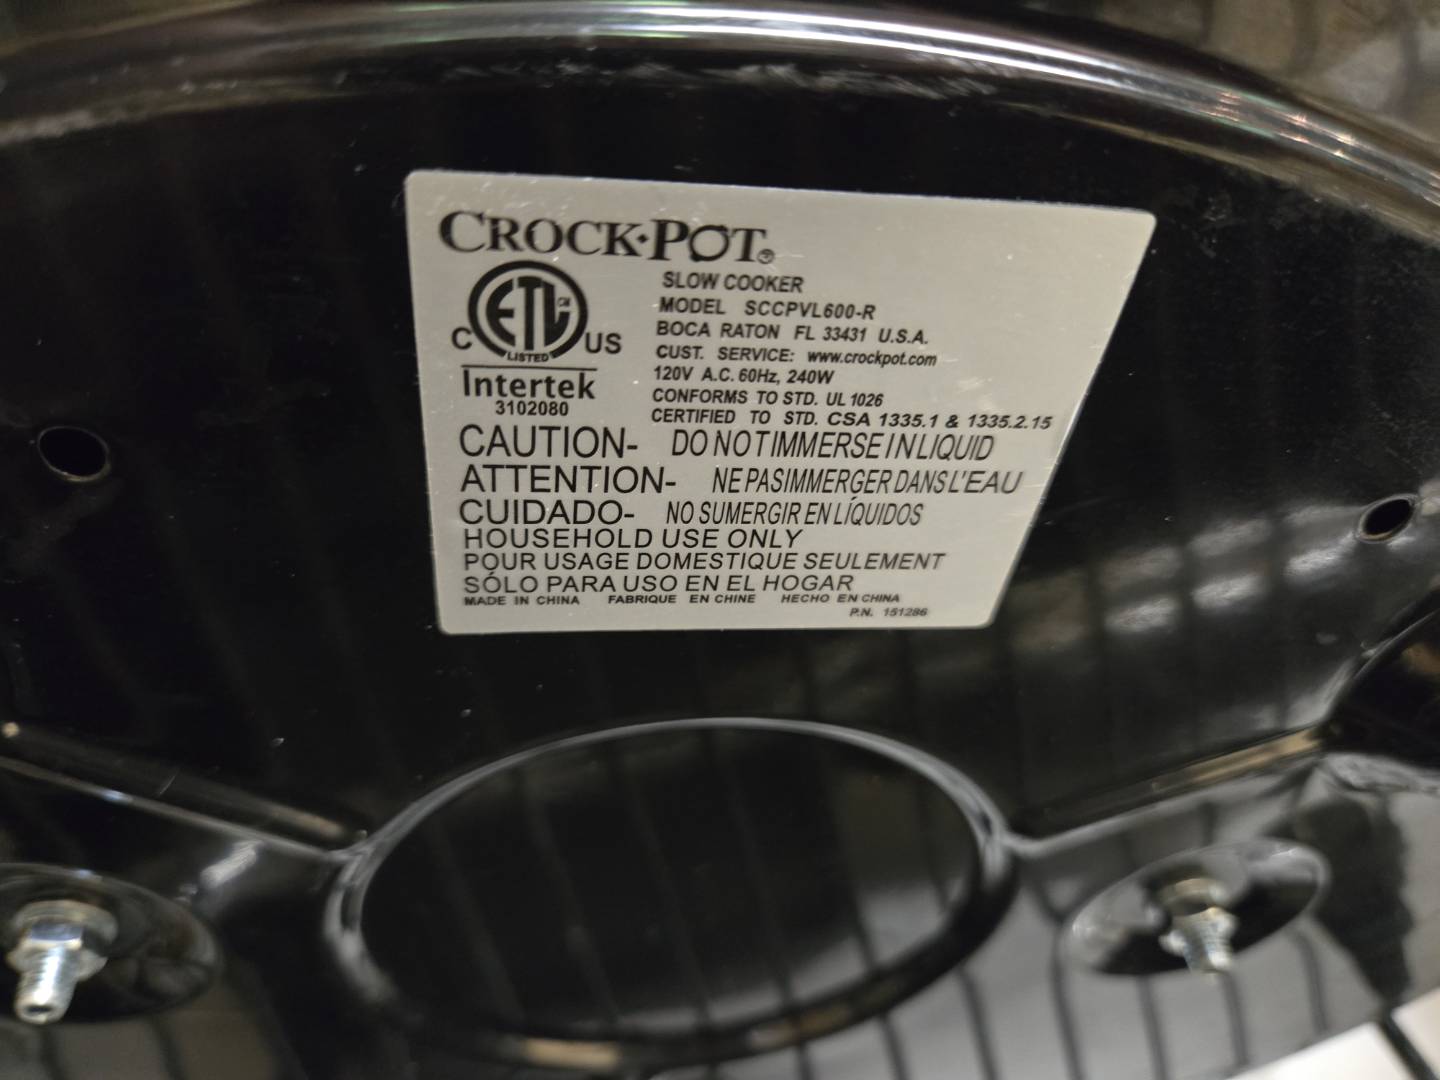 CROCK·POT®
SLOW COOKER
MODEL SCCPVL600-R
BOCA RATON FL 33431 U.S.A.
CUST. SERVICE: www.crockpot.com
120V A.C. 60Hz, 240W
CONFORMS TO STD. UL 1026
CERTIFIED TO STD. CSA 1335.1 & 1335.2.15
C ETL CM US
LISTED
Intertek
3102080
CAUTION- DO NOT IMMERSE IN LIQUID
ATTENTION- NE PAS IMMERGER DANS L'EAU
CUIDADO- NO SUMERGIR EN LÍQUIDOS
HOUSEHOLD USE ONLY
POUR USAGE DOMESTIQUE SEULEMENT
SÓLO PARA USO EN EL HOGAR
MADE IN CHINA FABRIQUE EN CHINE HECHO EN CHINA
P.N. 151286